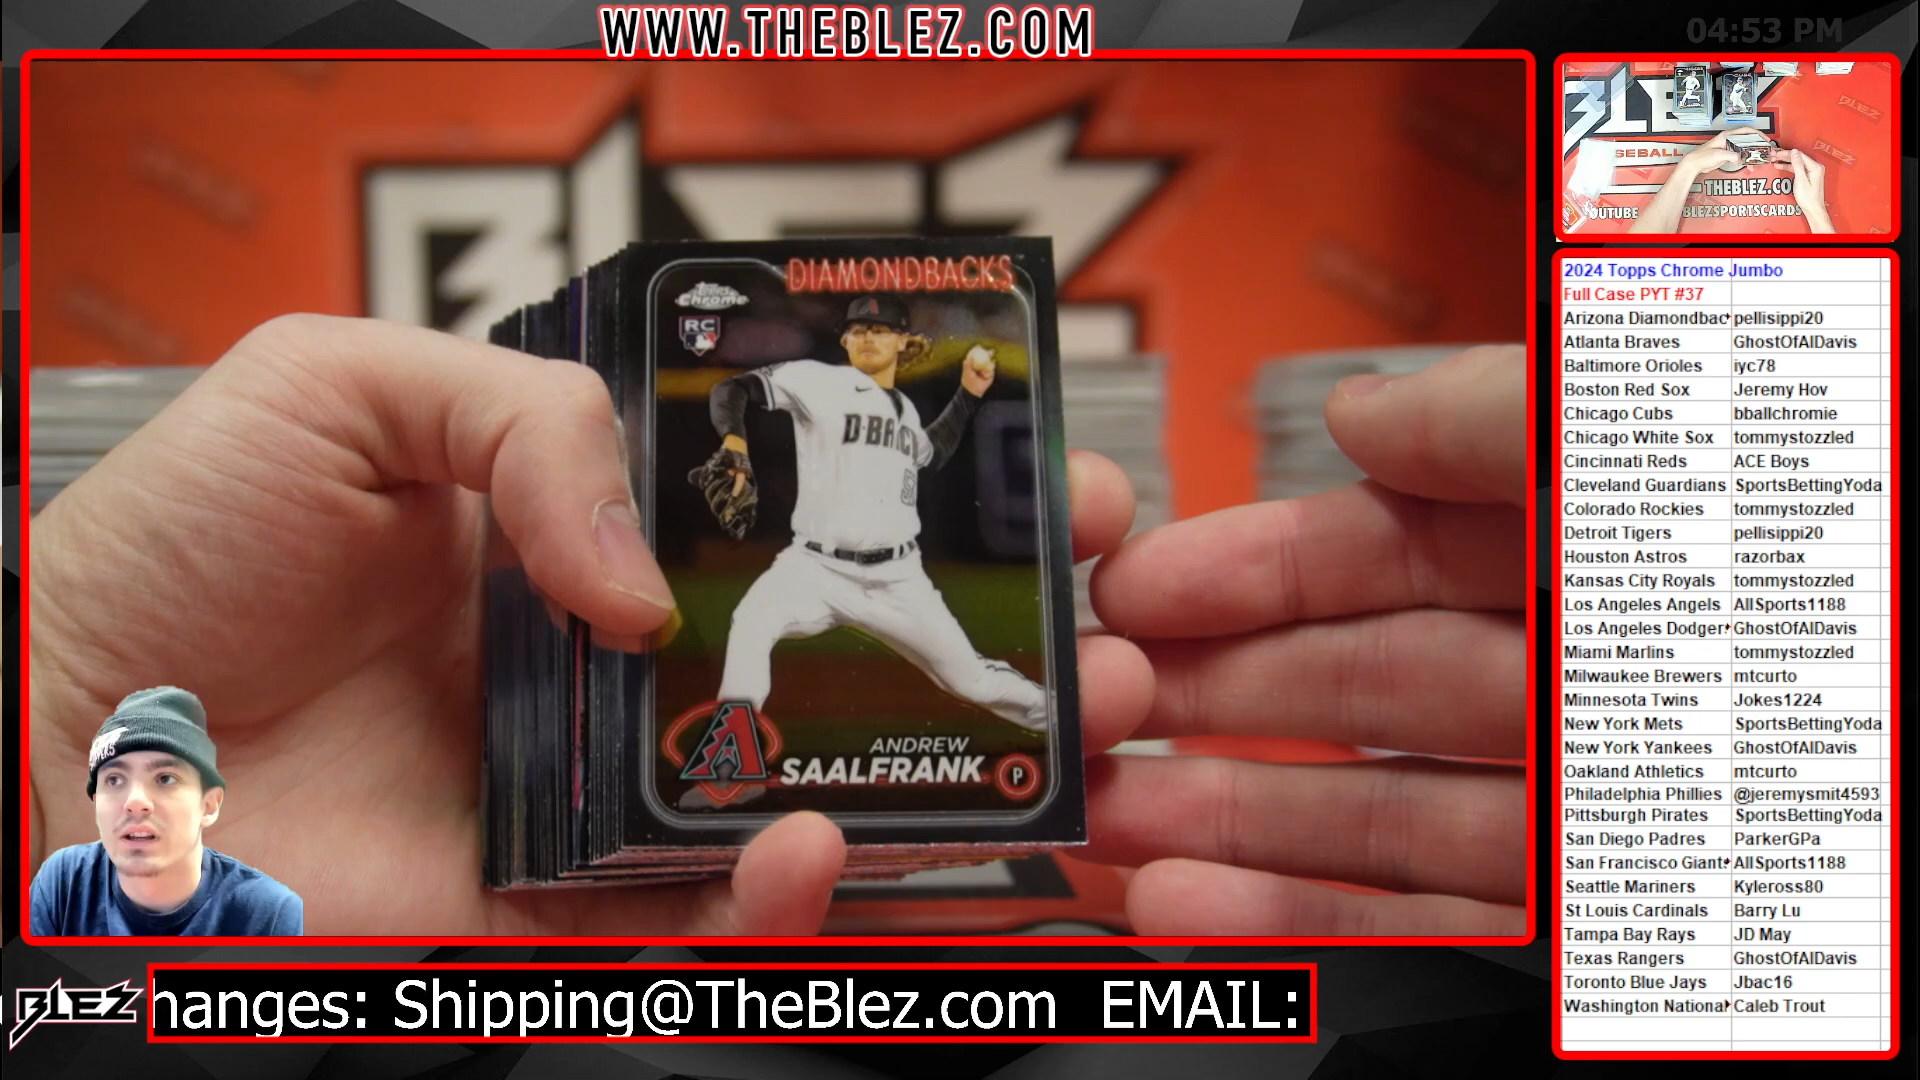 WWW.THEBLEZ.COM
04:53 PM
BLEZ
DIAMONDBACKS
Topps Chrome
RC
D-BAC
ANDREW
SAALFRANK P
BLEZ
SEBALL
BLEZ
THEBLEZ.CO
OUTUBE
BLEZSPORTSCARDS
2024 Topps Chrome Jumbo
Full Case PYT #37
Arizona Diamondbac pellisippi20
Atlanta Braves GhostOfAlDavis
Baltimore Orioles iyc78
Boston Red Sox Jeremy Hov
Chicago Cubs bballchromie
Chicago White Sox tommystozzled
Cincinnati Reds ACE Boys
Cleveland Guardians SportsBettingYoda
Colorado Rockies tommystozzled
Detroit Tigers pellisippi20
Houston Astros razorbax
Kansas City Royals tommystozzled
Los Angeles Angels AllSports1188
Los Angeles Dodger GhostOfAlDavis
Miami Marlins tommystozzled
Milwaukee Brewers mtcurto
Minnesota Twins Jokes1224
New York Mets SportsBettingYoda
New York Yankees GhostOfAlDavis
Oakland Athletics mtcurto
Philadelphia Phillies @jeremysmit4593
Pittsburgh Pirates SportsBettingYoda
San Diego Padres ParkerGPa
San Francisco Giant AllSports1188
Seattle Mariners Kyleross80
St Louis Cardinals Barry Lu
Tampa Bay Rays JD May
Texas Rangers GhostOfAlDavis
Toronto Blue Jays Jbac16
Washington National Caleb Trout
BLEZ
hanges: Shipping@TheBlez.com EMAIL: